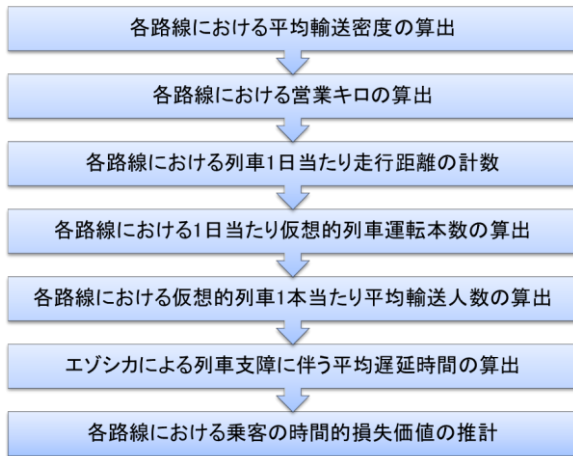 各路線における平均輸送密度の算出
各路線における営業キロの算出
各路線における列車1日当たり走行距離の計数
各路線における1日当たり仮想的列車運転本数の算出
各路線における仮想的列車1本当たり平均輸送人数の算出
エゾシカによる列車支障に伴う平均遅延時間の算出
各路線における乗客の時間的損失価値の推計